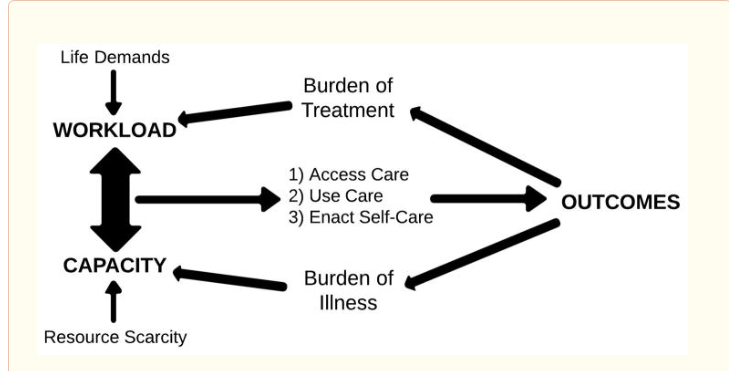 Life Demands
WORKLOAD
Burden of
Treatment
1) Access Care
2) Use Care
3) Enact Self-Care
OUTCOMES
CAPACITY
Burden of
Illness
Resource Scarcity